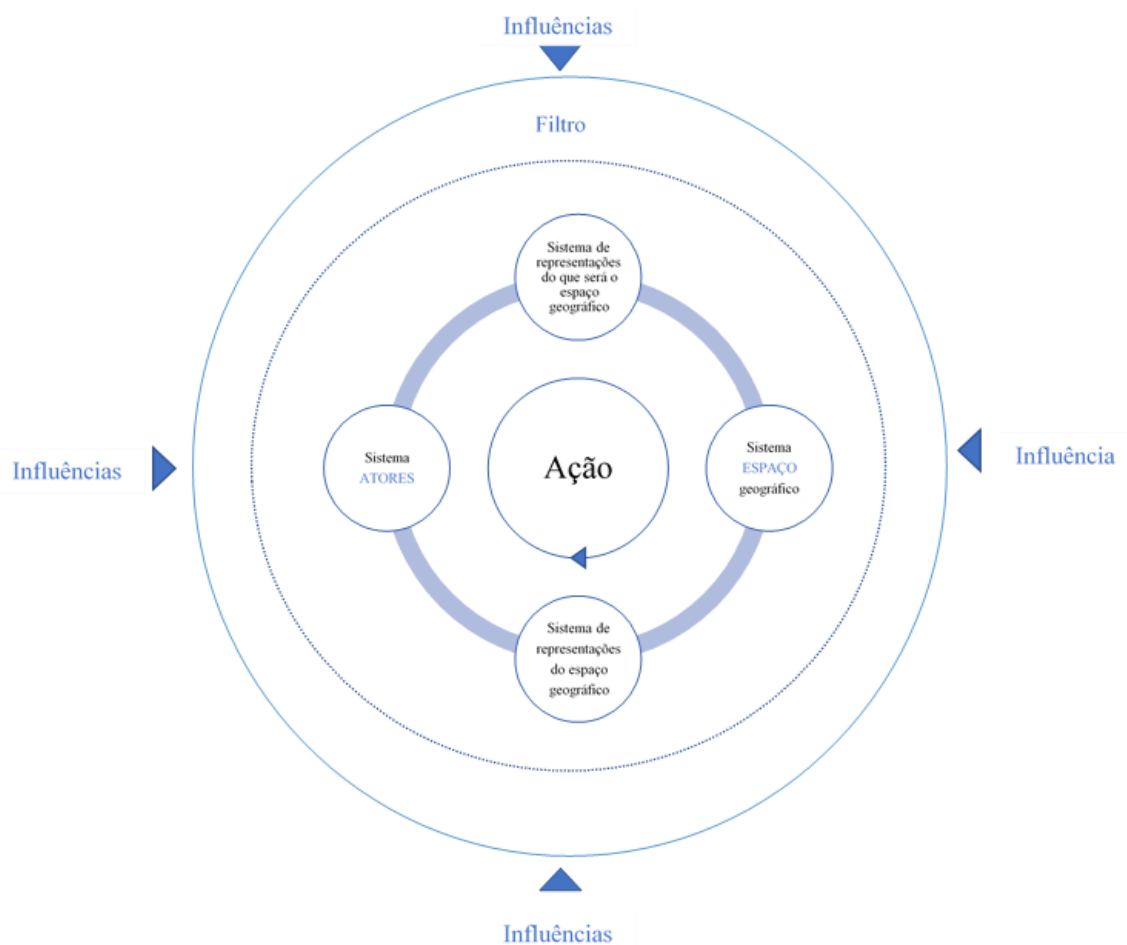 Influências
Filtro
Sistema de
representações
do que será o
espaço
geográfico
Influências
Sistema
ATORES
Ação
Sistema
ESPAÇO
geográfico
Influência
Sistema de
representações
do espaço
geográfico
Influências